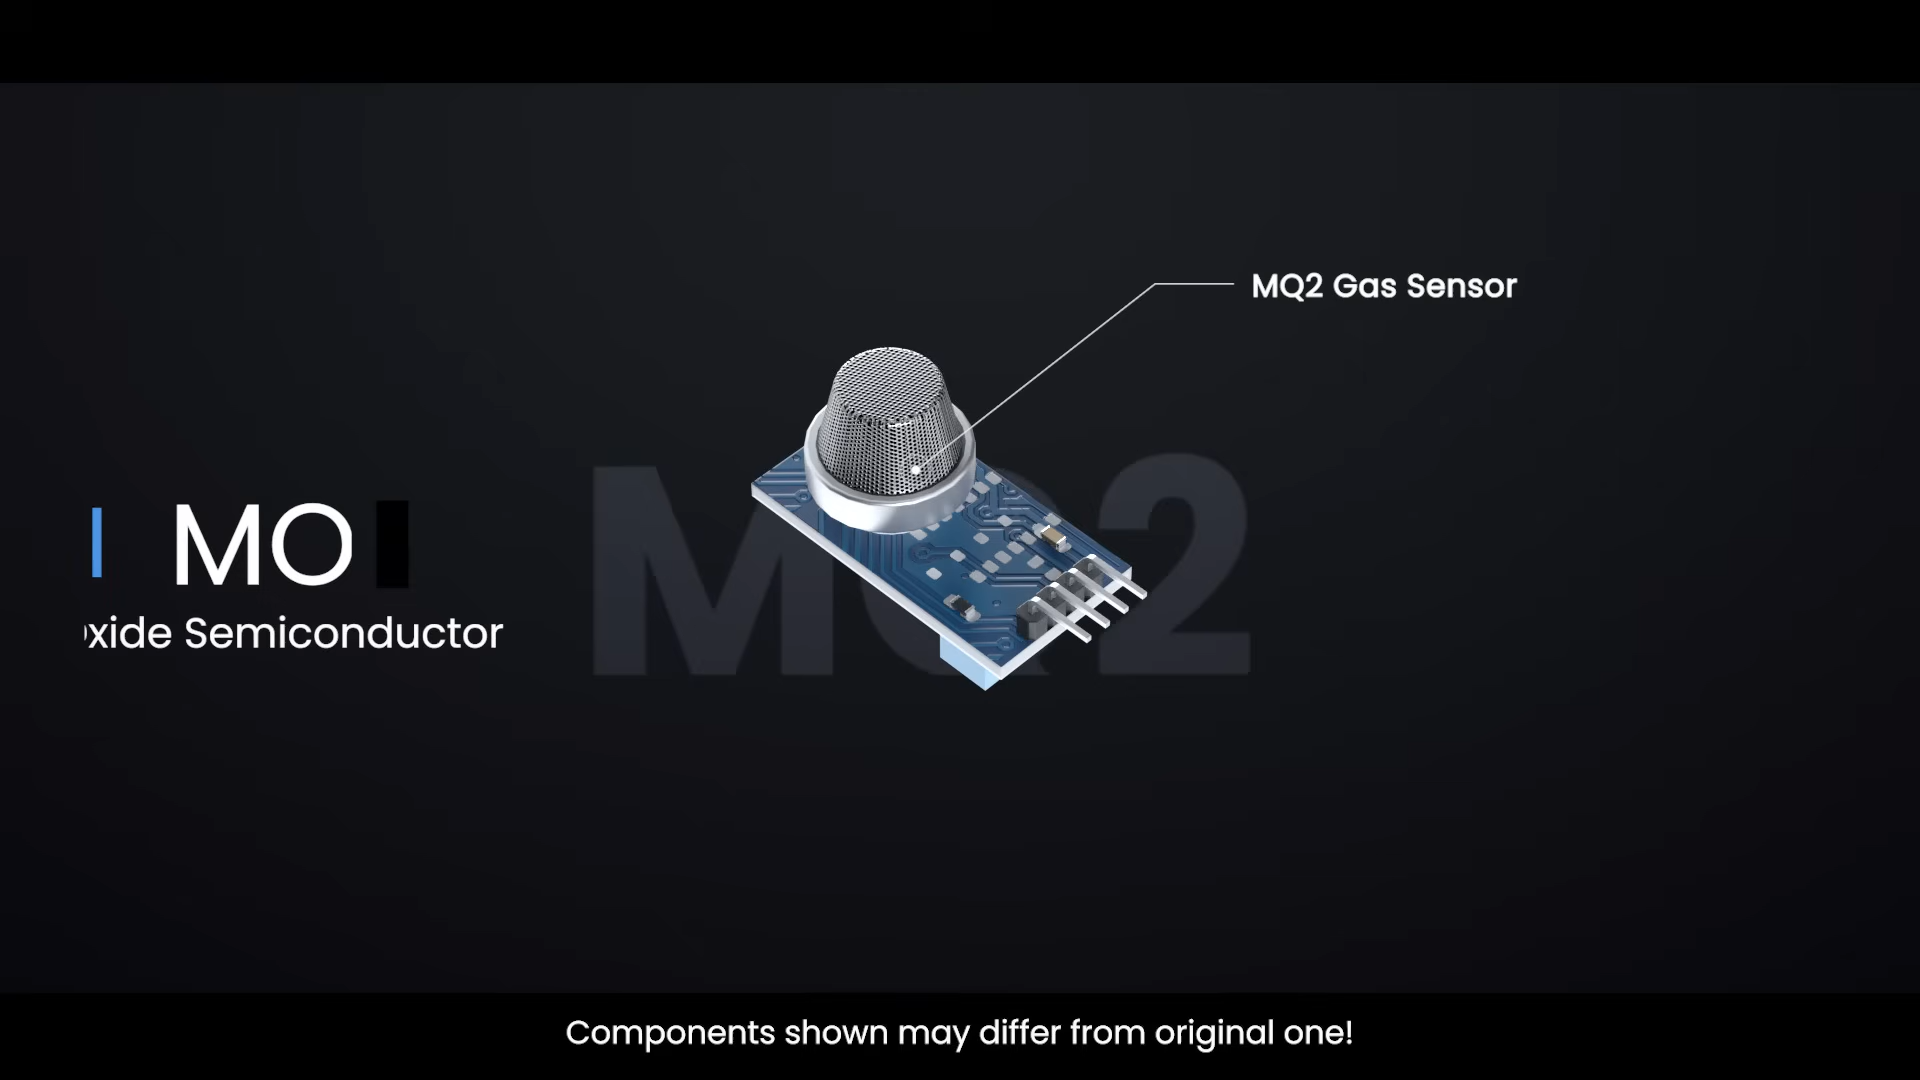 MQ2 Gas Sensor
MQ2
MO
xide Semiconductor
Components shown may differ from original one!